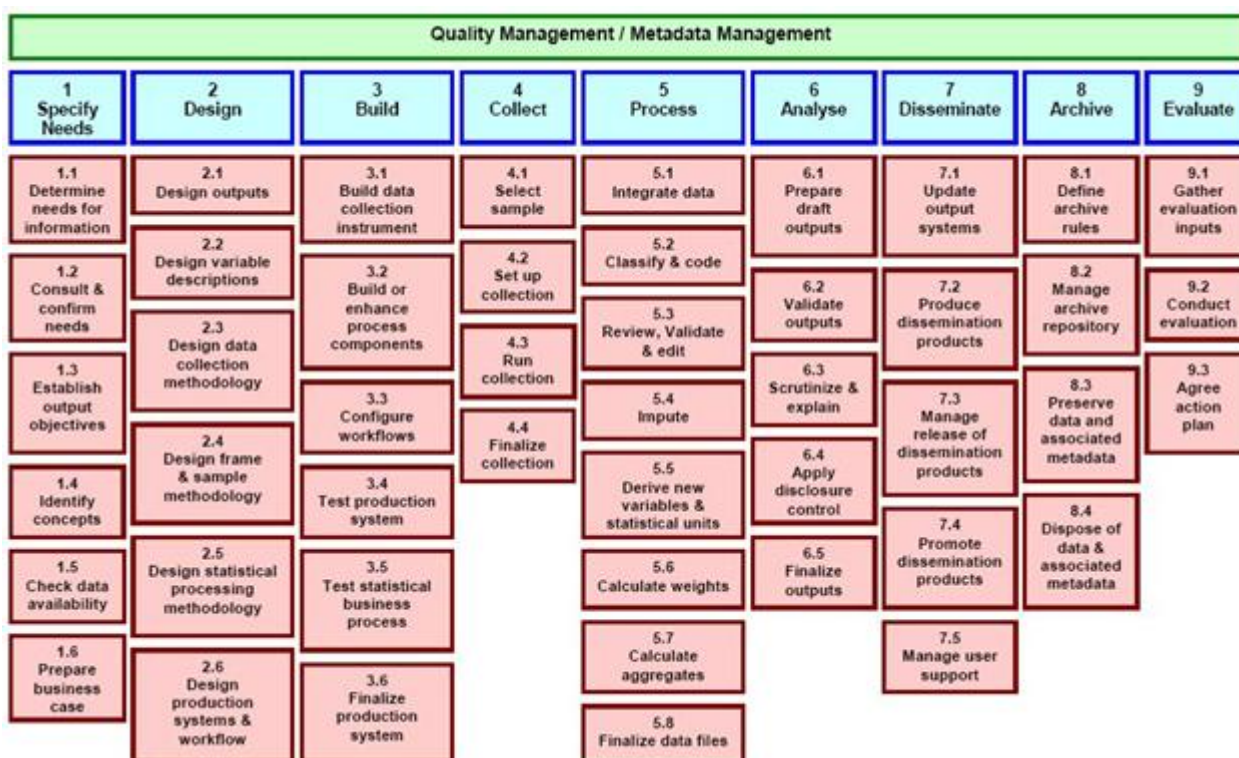 Quality Management / Metadata Management
1
Specify
Needs
2
Design
3
Build
4
Collect
5
Process
6
Analyse
7
Disseminate
8
Archive
9
Evaluate
1.1
Determine
needs for
information
1.2
Consult &
confirm
needs
1.3
Establish
output
objectives
1.4
Identify
concepts
1.5
Check data
availability
1.6
Prepare
business
case
2.1
Design outputs
2.2
Design variable
descriptions
2.3
Design data
collection
methodology
2.4
Design frame
& sample
methodology
2.5
Design statistical
processing
methodology
2.6
Design
production
systems &
workflow
3.1
Build data
collection
instrument
3.2
Build or
enhance
process
components
3.3
Configure
workflows
3.4
Test production
system
3.5
Test statistical
business
process
3.6
Finalize
production
system
4.1
Select
sample
4.2
Set up
collection
4.3
Run
collection
4.4
Finalize
collection
5.1
Integrate data
5.2
Classify & code
5.3
Review, Validate
& edit
5.4
Impute
5.5
Derive new
variables &
statistical units
5.6
Calculate weights
5.7
Calculate
aggregates
5.8
Finalize data files
6.1
Prepare
draft
outputs
6.2
Validate
outputs
6.3
Scrutinize &
explain
6.4
Apply
disclosure
control
6.5
Finalize
outputs
7.1
Update
output
systems
7.2
Produce
dissemination
products
7.3
Manage
release of
dissemination
products
7.4
Promote
dissemination
products
7.5
Manage user
support
8.1
Define
archive
rules
8.2
Manage
archive
repository
8.3
Preserve
data and
associated
metadata
8.4
Dispose of
data &
associated
metadata
9.1
Gather
evaluation
inputs
9.2
Conduct
evaluation
9.3
Agree
action
plan